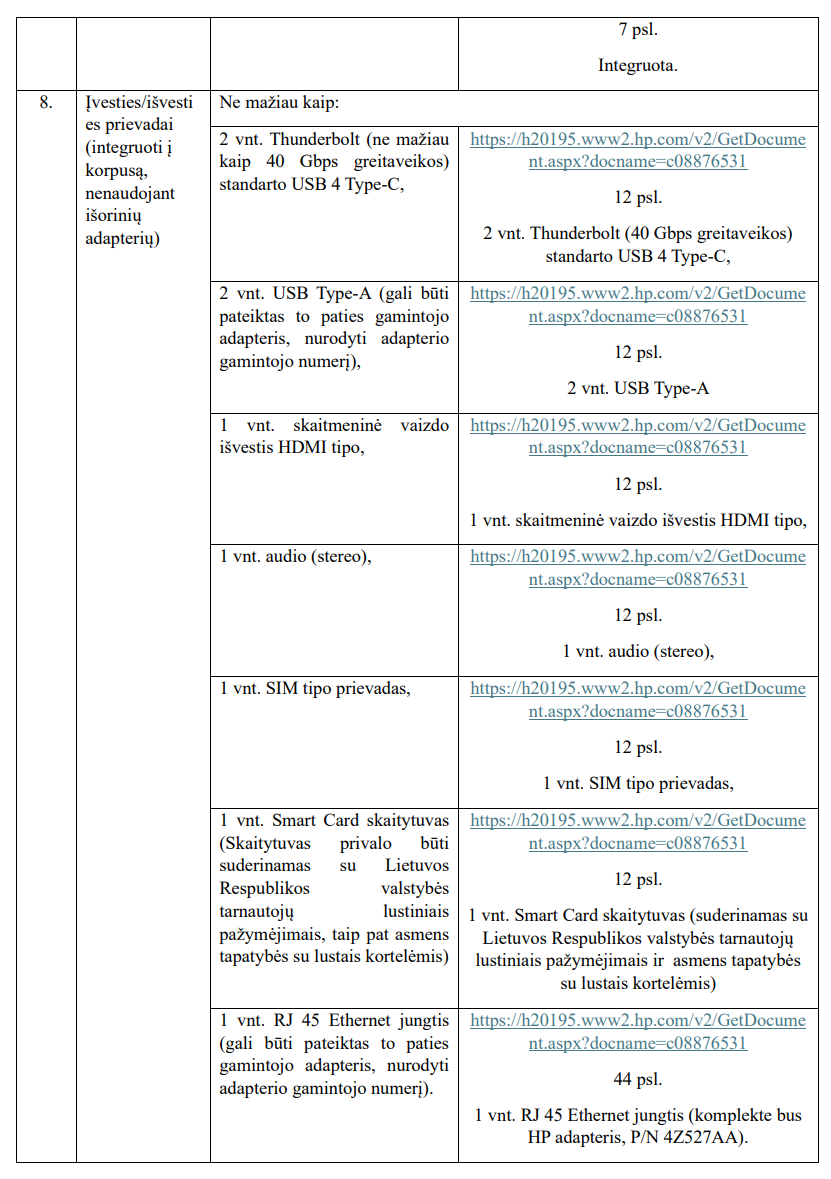 7 psl.
Integruota.
8.
Įvesties/išvesti
es prievadai
(integruoti į
korpusą,
nenaudojant
išorinių
adapterių)
Ne mažiau kaip:
2 vnt. Thunderbolt (ne mažiau
kaip 40 Gbps greitaveikos)
standarto USB 4 Type-C,
https://h20195.www2.hp.com/v2/GetDocume
nt.aspx?docname=c08876531
12 psl.
2 vnt. Thunderbolt (40 Gbps greitaveikos)
standarto USB 4 Type-C,
2 vnt. USB Type-A (gali būti
pateiktas to paties gamintojo
adapteris, nurodyti adapterio
gamintojo numerį),
https://h20195.www2.hp.com/v2/GetDocume
nt.aspx?docname=c08876531
12 psl.
2 vnt. USB Type-A
1 vnt. skaitmeninė vaizdo
išvestis HDMI tipo,
https://h20195.www2.hp.com/v2/GetDocume
nt.aspx?docname=c08876531
12 psl.
1 vnt. skaitmeninė vaizdo išvestis HDMI tipo,
1 vnt. audio (stereo),
https://h20195.www2.hp.com/v2/GetDocume
nt.aspx?docname=c08876531
12 psl.
1 vnt. audio (stereo),
1 vnt. SIM tipo prievadas,
https://h20195.www2.hp.com/v2/GetDocume
nt.aspx?docname=c08876531
12 psl.
1 vnt. SIM tipo prievadas,
1 vnt. Smart Card skaitytuvas
(Skaitytuvas privalo būti
suderinamas su Lietuvos
Respublikos valstybės
tarnautojų lustiniais
pažymėjimais, taip pat asmens
tapatybės su lustais kortelėmis)
https://h20195.www2.hp.com/v2/GetDocume
nt.aspx?docname=c08876531
12 psl.
1 vnt. Smart Card skaitytuvas (suderinamas su
Lietuvos Respublikos valstybės tarnautojų
lustiniais pažymėjimais ir asmens tapatybės
su lustais kortelėmis)
1 vnt. RJ 45 Ethernet jungtis
(gali būti pateiktas to paties
gamintojo adapteris, nurodyti
adapterio gamintojo numerį).
https://h20195.www2.hp.com/v2/GetDocume
nt.aspx?docname=c08876531
44 psl.
1 vnt. RJ 45 Ethernet jungtis (komplekte bus
HP adapteris, P/N 4Z527AA).